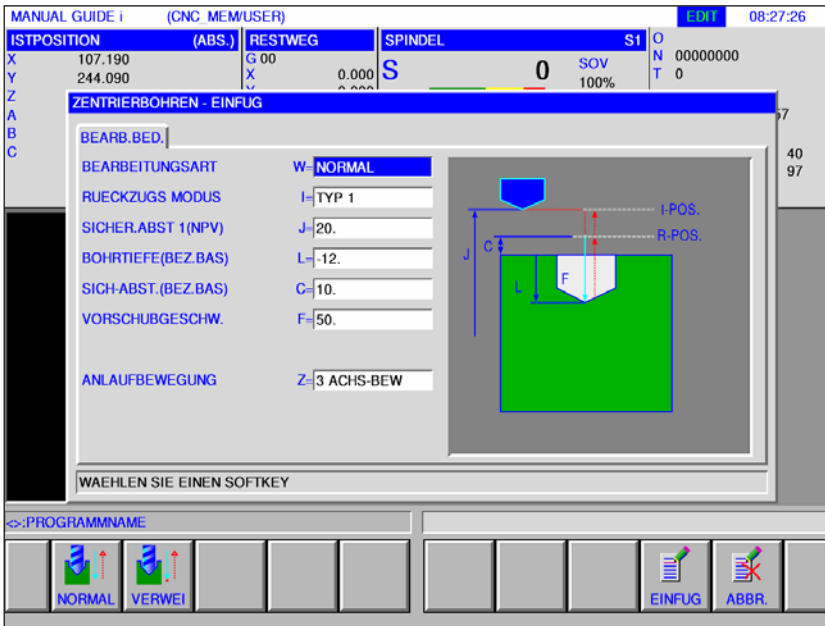 MANUAL GUIDE i (CNC_MEM/USER) EDIT 08:27:26
ISTPOSITION (ABS.) RESTWEG SPINDEL S1 O
X 107.190 G 00 S 0 SOV N 00000000
Y 244.090 X 0.000 100% T 0
Z
A
B
C 40
97
ZENTRIERBOHREN - EINFUG
BEARB.BED.
BEARBEITUNGSART W= NORMAL
RUECKZUGS MODUS I= TYP 1
SICHER.ABST 1(NPV) J= 20.
BOHRTIEFE(BEZ.BAS) L= -12.
SICH-ABST.(BEZ.BAS) C= 10.
VORSCHUBGESCHW. F= 50.
ANLAUFBEWEGUNG Z= 3 ACHS-BEW
I-POS.
R-POS.
J C
L F
WAEHLEN SIE EINEN SOFTKEY
<>:PROGRAMMNAME
NORMAL VERWEI EINFUG ABBR.